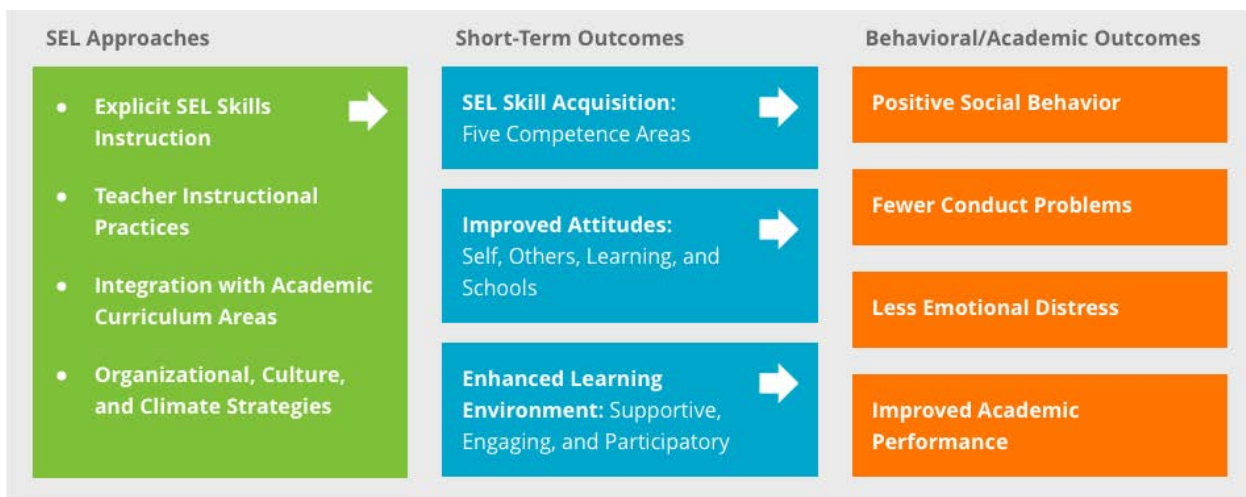 SEL Approaches
• Explicit SEL Skills
Instruction
• Teacher Instructional
Practices
• Integration with Academic
Curriculum Areas
• Organizational, Culture,
and Climate Strategies
Short-Term Outcomes
SEL Skill Acquisition:
Five Competence Areas
Improved Attitudes:
Self, Others, Learning, and
Schools
Enhanced Learning
Environment: Supportive,
Engaging, and Participatory
Behavioral/Academic Outcomes
Positive Social Behavior
Fewer Conduct Problems
Less Emotional Distress
Improved Academic
Performance